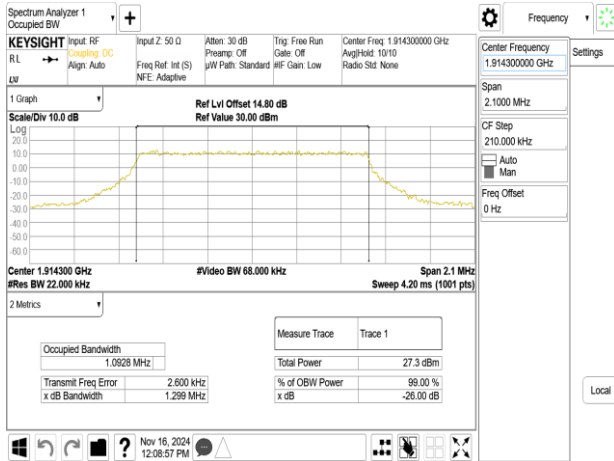 Spectrum Analyzer 1
Occupied BW
+
Frequency
KEYSIGHT
RL
LXI
Input: RF
Coupling: DC
Align: Auto
Input Z: 50 Ω
Freq Ref: Int (S)
NFE: Adaptive
Atten: 30 dB
Preamp: Off
µW Path: Standard
Trig: Free Run
Gate: Off
#IF Gain: Low
Center Freq: 1.914300000 GHz
Avg|Hold: 10/10
Radio Std: None
Center Frequency
1.914300000 GHz
Settings
Span
2.1000 MHz
CF Step
210.000 kHz
Auto
Man
Freq Offset
0 Hz
Local
1 Graph
Scale/Div 10.0 dB
Ref Lvl Offset 14.80 dB
Ref Value 30.00 dBm
Log
20.0
10.0
0.00
-10.0
-20.0
-30.0
-40.0
-50.0
-60.0
Center 1.914300 GHz
#Video BW 68.000 kHz
Span 2.1 MHz
#Res BW 22.000 kHz
Sweep 4.20 ms (1001 pts)
2 Metrics
Measure Trace Trace 1
Occupied Bandwidth
1.0928 MHz
Total Power 27.3 dBm
Transmit Freq Error 2.600 kHz
% of OBW Power 99.00 %
x dB Bandwidth 1.299 MHz
x dB -26.00 dB
?
Nov 16, 2024
12:08:57 PM